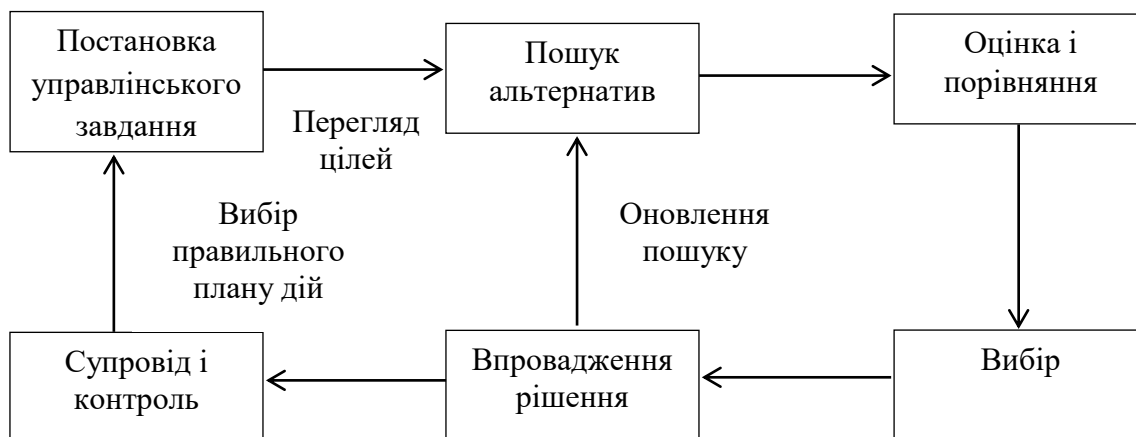 Постановка
управлінського
завдання
Перегляд
цілей
Пошук
альтернатив
Оцінка і
порівняння
Вибір
правильного
плану дій
Оновлення
пошуку
Супровід і
контроль
Впровадження
рішення
Вибір